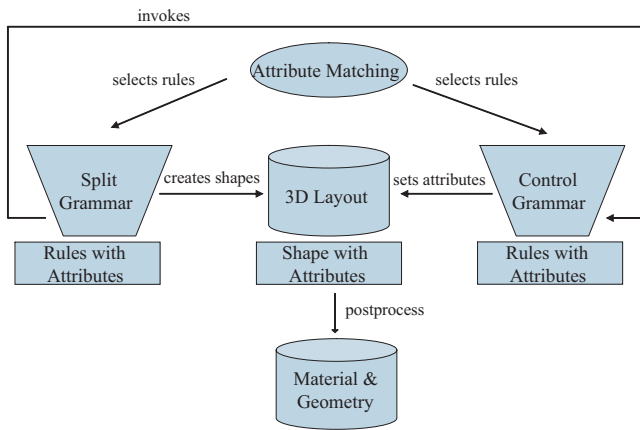 invokes
Attribute Matching
selects rules
selects rules
Split
Grammar
creates shapes
3D Layout
sets attributes
Control
Grammar
Rules with
Attributes
Shape with
Attributes
Rules with
Attributes
postprocess
Material &
Geometry